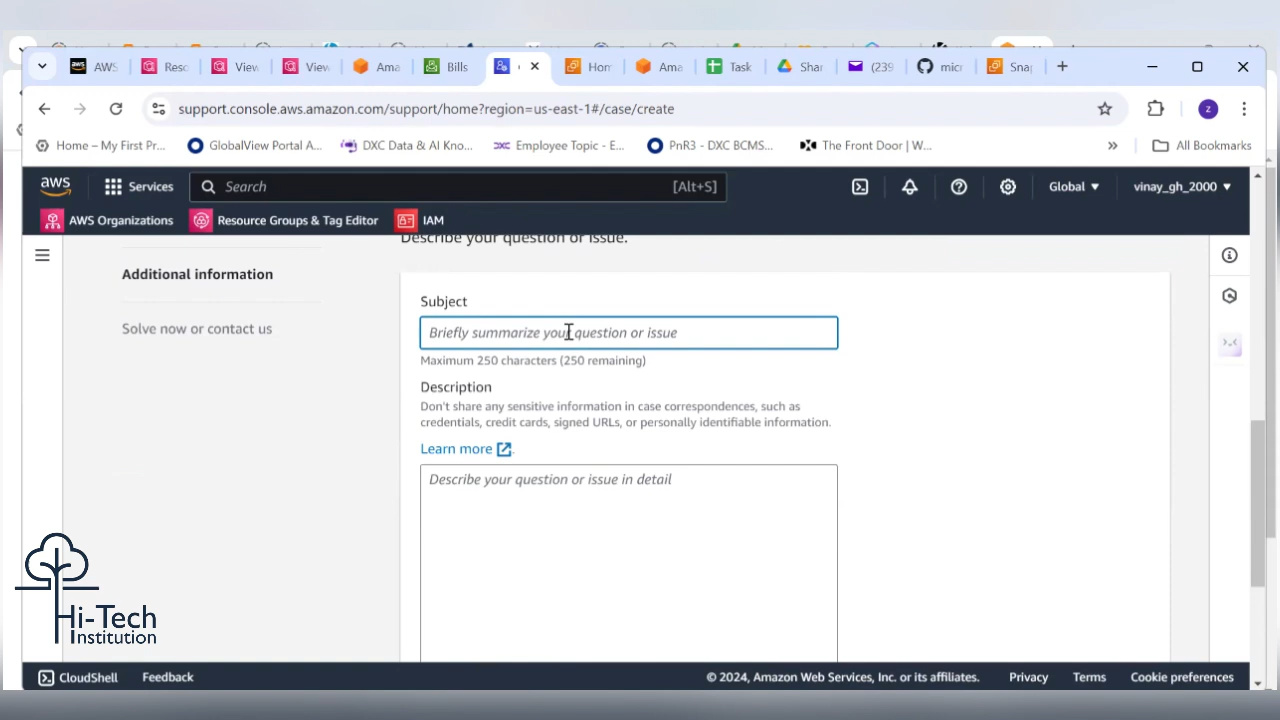 AWS
Resc
View
View
Ama
Bills
Hom
Ama
Task
Shar
(239
micr
Snap
support.console.aws.amazon.com/support/home?region=us-east-1#/case/create
z
Home – My First Pr...
GlobalView Portal A...
DXC Data & AI Kno...
Employee Topic - E...
PnR3 - DXC BCMS...
The Front Door | W...
»
All Bookmarks
aws
Services
Search
[Alt+S]
Global
vinay_gh_2000
AWS Organizations
Resource Groups & Tag Editor
IAM
Describe your question or issue.
Additional information
Solve now or contact us
Subject
Briefly summarize your question or issue
Maximum 250 characters (250 remaining)
Description
Don't share any sensitive information in case correspondences, such as
credentials, credit cards, signed URLs, or personally identifiable information.
Learn more
Describe your question or issue in detail
Hi-Tech
Institution
CloudShell
Feedback
© 2024, Amazon Web Services, Inc. or its affiliates.
Privacy
Terms
Cookie preferences